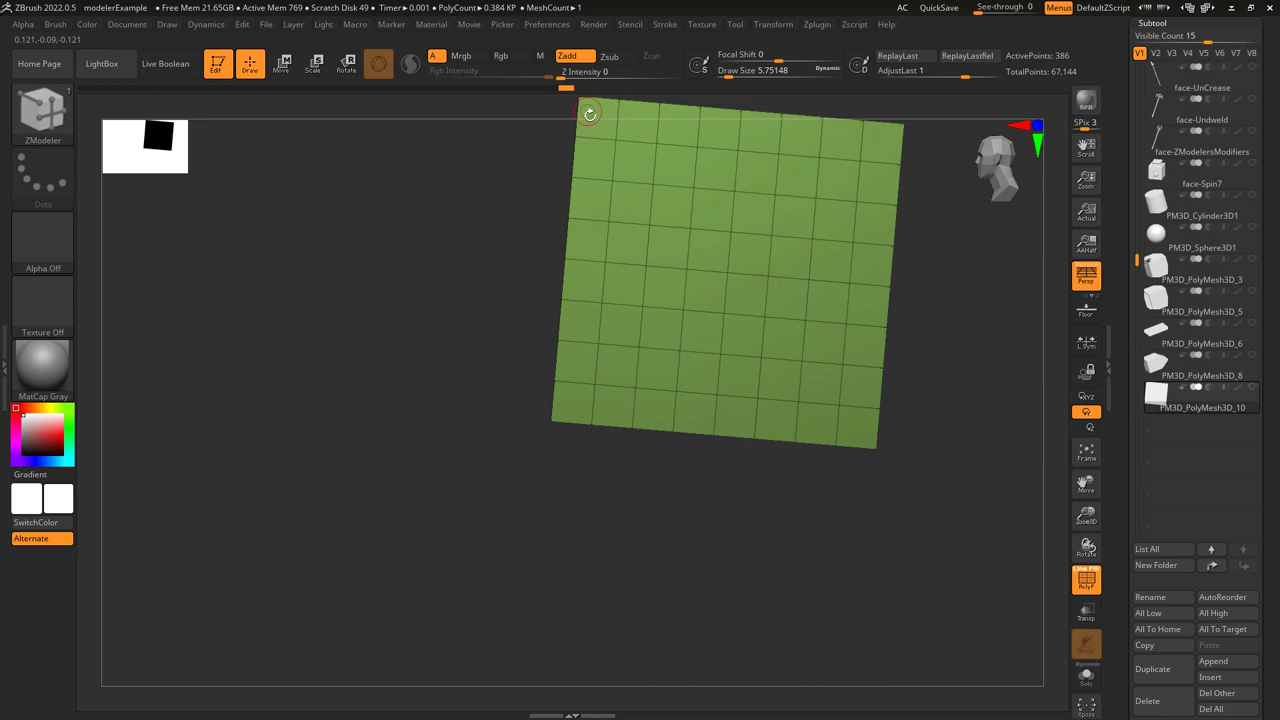 ZBrush 2022.0.5 modelerExample • Free Mem 21.65GB • Active Mem 769 • Scratch Disk 49 • Timer▸0.001 • PolyCount▸0.384 KP • MeshCount▸1 AC QuickSave See-through 0 Menus DefaultZScript
Alpha Brush Color Document Draw Dynamics Edit File Layer Light Macro Marker Material Movie Picker Preferences Render Stencil Stroke Texture Tool Transform Zplugin Zscript Help
0.121,-0.09,-0.121
Home Page
LightBox
Live Boolean
Edit
Draw
Move
Scale
Rotate
A Mrgb Rgb M
Rgb Intensity
Zadd Zsub Zcut
Z Intensity 0
S
Focal Shift 0
Draw Size 5.75148 Dynamic
D
ReplayLast ReplayLastRel
AdjustLast 1
ActivePoints: 386
TotalPoints: 67,144
ZModeler
Dots
Alpha Off
Texture Off
MatCap Gray
Gradient
SwitchColor
Alternate
BPR
SPix 3
Scroll
Zoom
Actual
AAHalf
Persp
Floor
L.Sym
XYZ
Y
Z
Frame
Move
Zoom3D
Rotate
Line Fill
PolyF
Transp
Ghost
Dynamic
Solo
Xpose
Subtool
Visible Count 15
V1 V2 V3 V4 V5 V6 V7 V8
face-UnCrease
face-Undweld
face-ZModelersModifiers
face-Spin7
PM3D_Cylinder3D1
PM3D_Sphere3D1
PM3D_PolyMesh3D_3
PM3D_PolyMesh3D_5
PM3D_PolyMesh3D_6
PM3D_PolyMesh3D_8
PM3D_PolyMesh3D_10
List All
New Folder
Rename AutoReorder
All Low All High
All To Home All To Target
Copy Paste
Duplicate Append
Insert
Delete Del Other
Del All